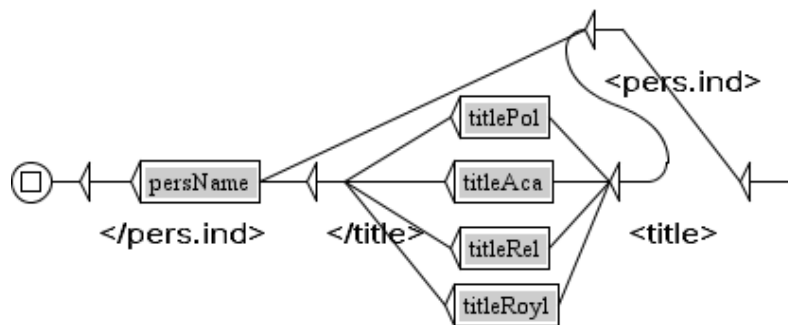 <pers.ind>
titlePol
persName
titleAca
</pers.ind>
</title>
<title>
titleRel
titleRoyl